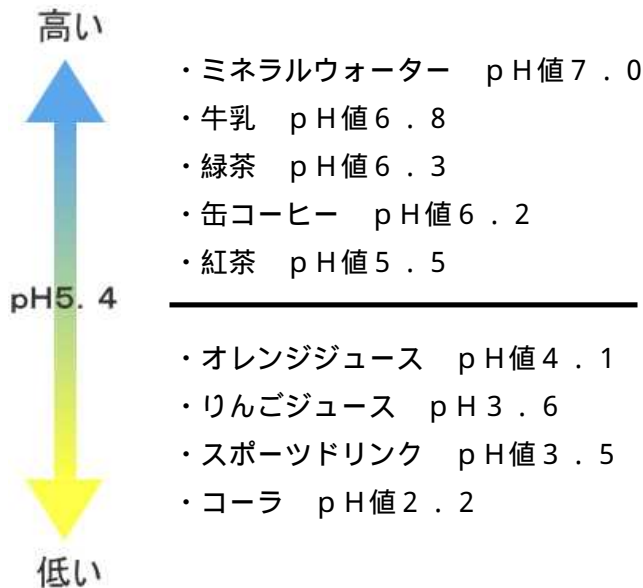 高い
・ミネラルウォーター　ｐＨ値７．０
・牛乳　ｐＨ値６．８
・緑茶　ｐＨ値６．３
・缶コーヒー　ｐＨ値６．２
・紅茶　ｐＨ値５．５
pH5. 4
・オレンジジュース　ｐＨ値４．１
・りんごジュース　ｐＨ３．６
・スポーツドリンク　ｐＨ値３．５
・コーラ　ｐＨ値２．２
低い